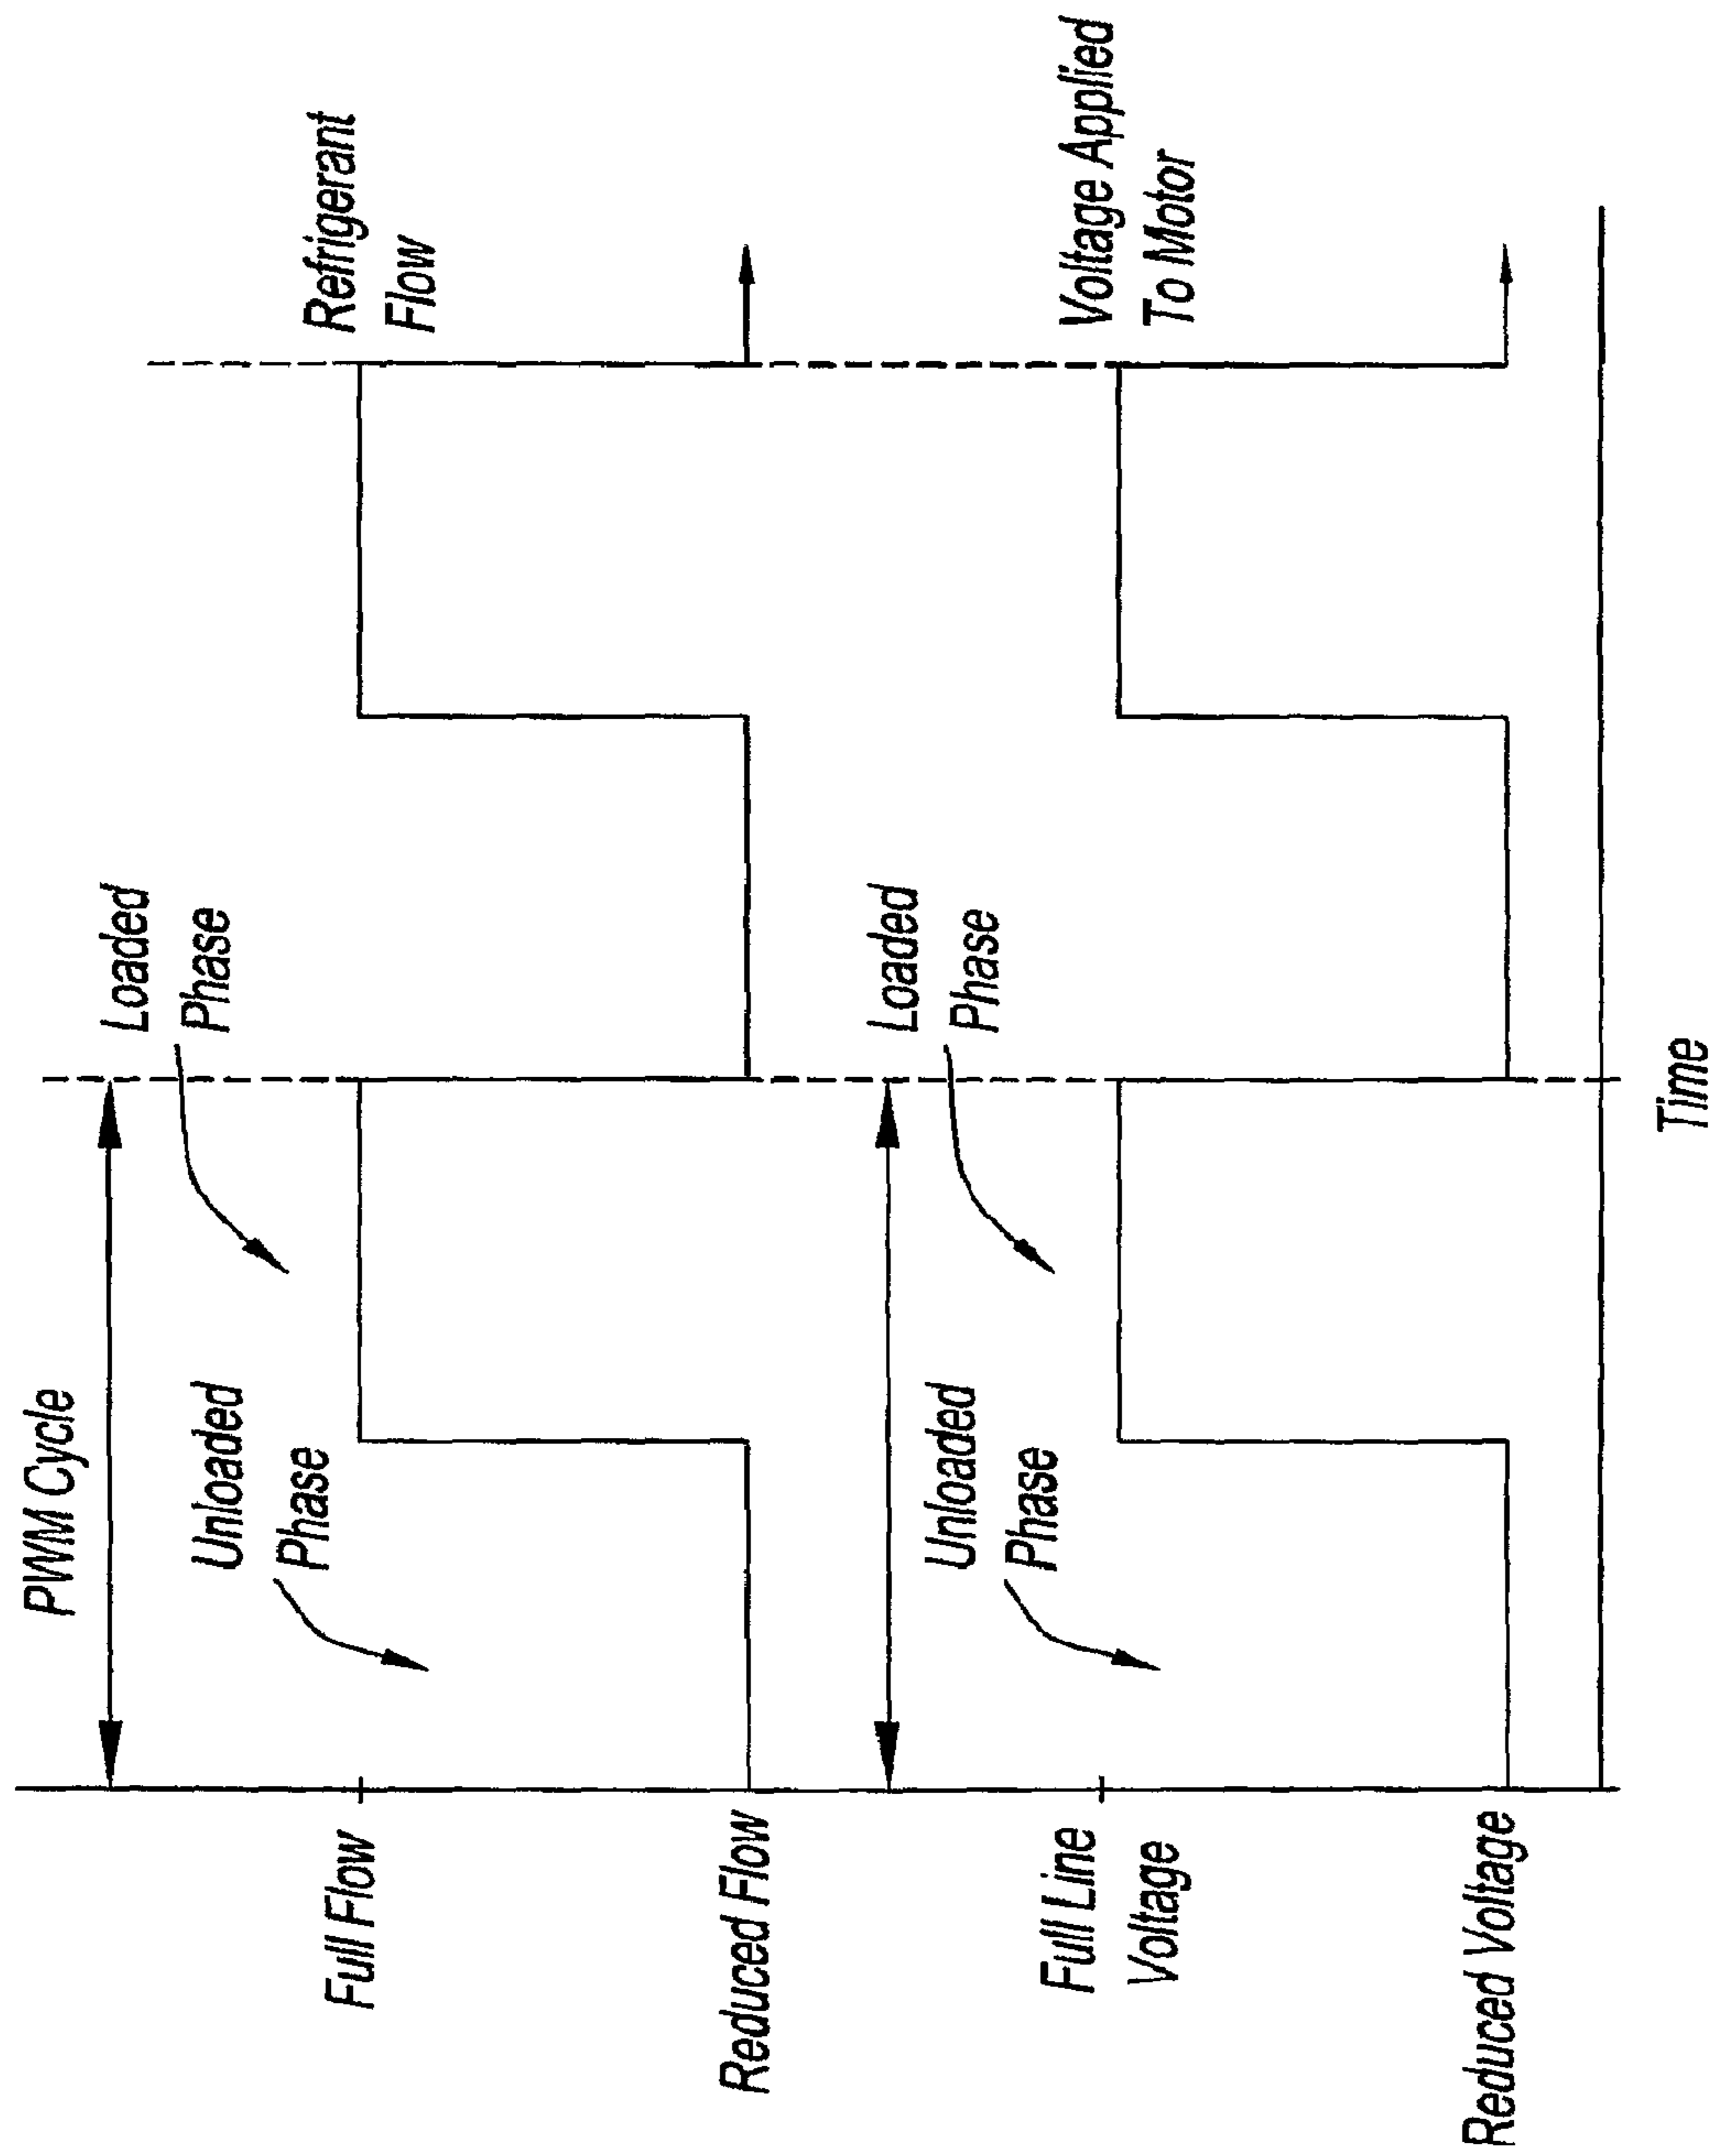 PWM Cycle
Loaded
Phase
Unloaded
Phase
Refrigerant
Flow
Full Flow
Reduced Flow
Loaded
Phase
Unloaded
Phase
Voltage Applied
To Motor
Full Line
Voltage
Reduced Voltage
Time